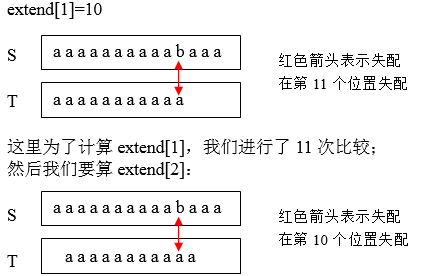 extend[1]=10
S a a a a a a a a a a b a a a
红色箭头表示失配
在第 11 个位置失配
T a a a a a a a a a a a
这里为了计算 extend[1]，我们进行了 11 次比较；
然后我们要算 extend[2]：
S a a a a a a a a a a b a a a
红色箭头表示失配
在第 10 个位置失配
T a a a a a a a a a a a